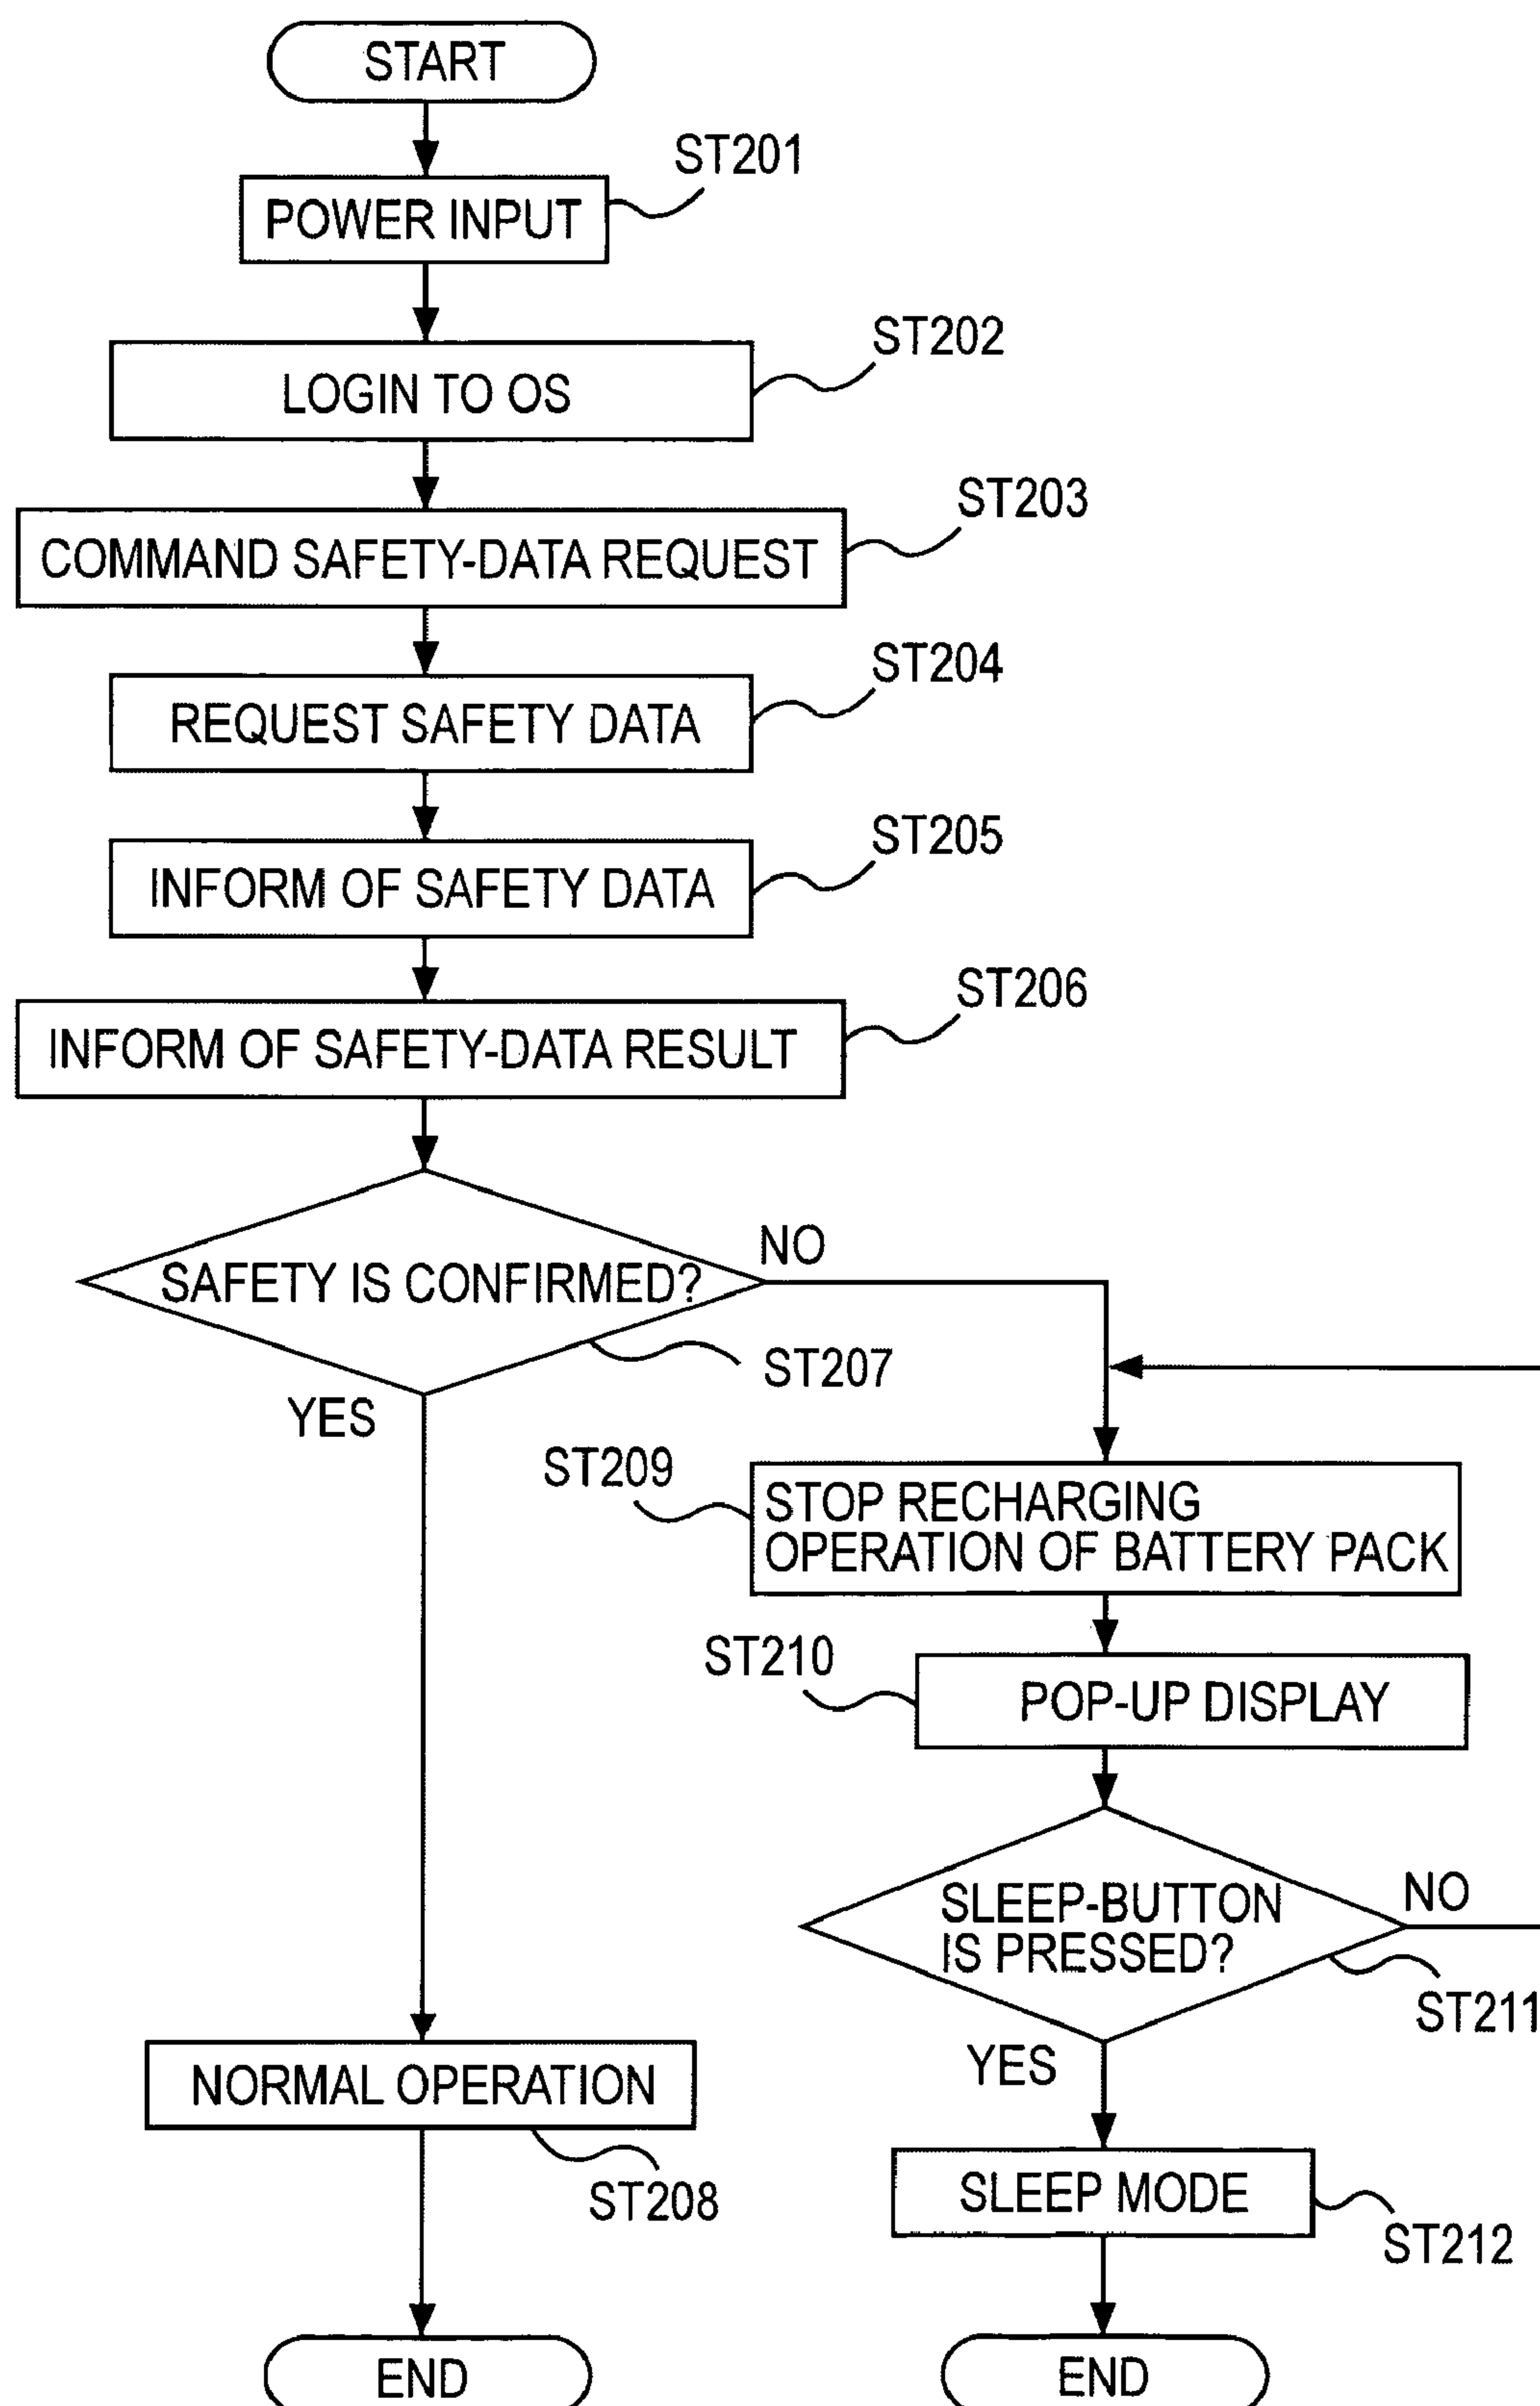 START
ST201
POWER INPUT
ST202
LOGIN TO OS
ST203
COMMAND SAFETY-DATA REQUEST
ST204
REQUEST SAFETY DATA
ST205
INFORM OF SAFETY DATA
ST206
INFORM OF SAFETY-DATA RESULT
NO
SAFETY IS CONFIRMED?
ST207
YES
ST209
STOP RECHARGING
OPERATION OF BATTERY PACK
ST210
POP-UP DISPLAY
SLEEP-BUTTON
IS PRESSED?
NO
ST211
YES
NORMAL OPERATION
ST208
SLEEP MODE
ST212
END
END